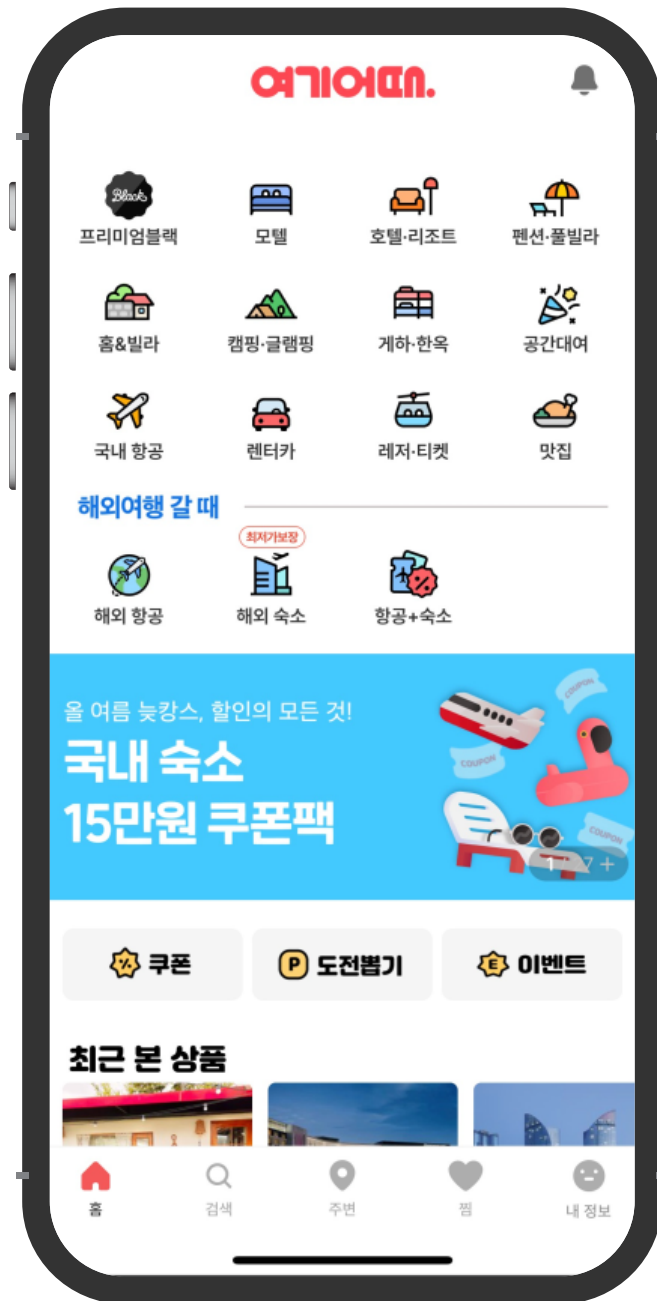 여기어때.
Black
프리미엄블랙
모텔
호텔·리조트
펜션·풀빌라
홈&빌라
캠핑·글램핑
게하·한옥
공간대여
국내 항공
렌터카
레저·티켓
맛집
해외여행 갈 때
최저가보장
해외 항공
해외 숙소
항공+숙소
올 여름 늦캉스, 할인의 모든 것!
국내 숙소
15만원 쿠폰팩
COUPON
COUPON
COUPON
쿠폰
P 도전뽑기
E 이벤트
최근 본 상품
홈
검색
주변
찜
내 정보